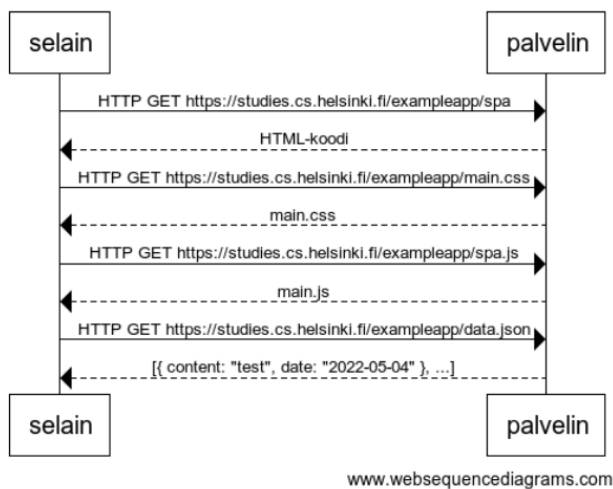 selain palvelin
HTTP GET https://studies.cs.helsinki.fi/exampleapp/spa
HTML-koodi
HTTP GET https://studies.cs.helsinki.fi/exampleapp/main.css
main.css
HTTP GET https://studies.cs.helsinki.fi/exampleapp/spa.js
main.js
HTTP GET https://studies.cs.helsinki.fi/exampleapp/data.json
[{ content: "test", date: "2022-05-04" }, ...]
selain palvelin
www.websequencediagrams.com